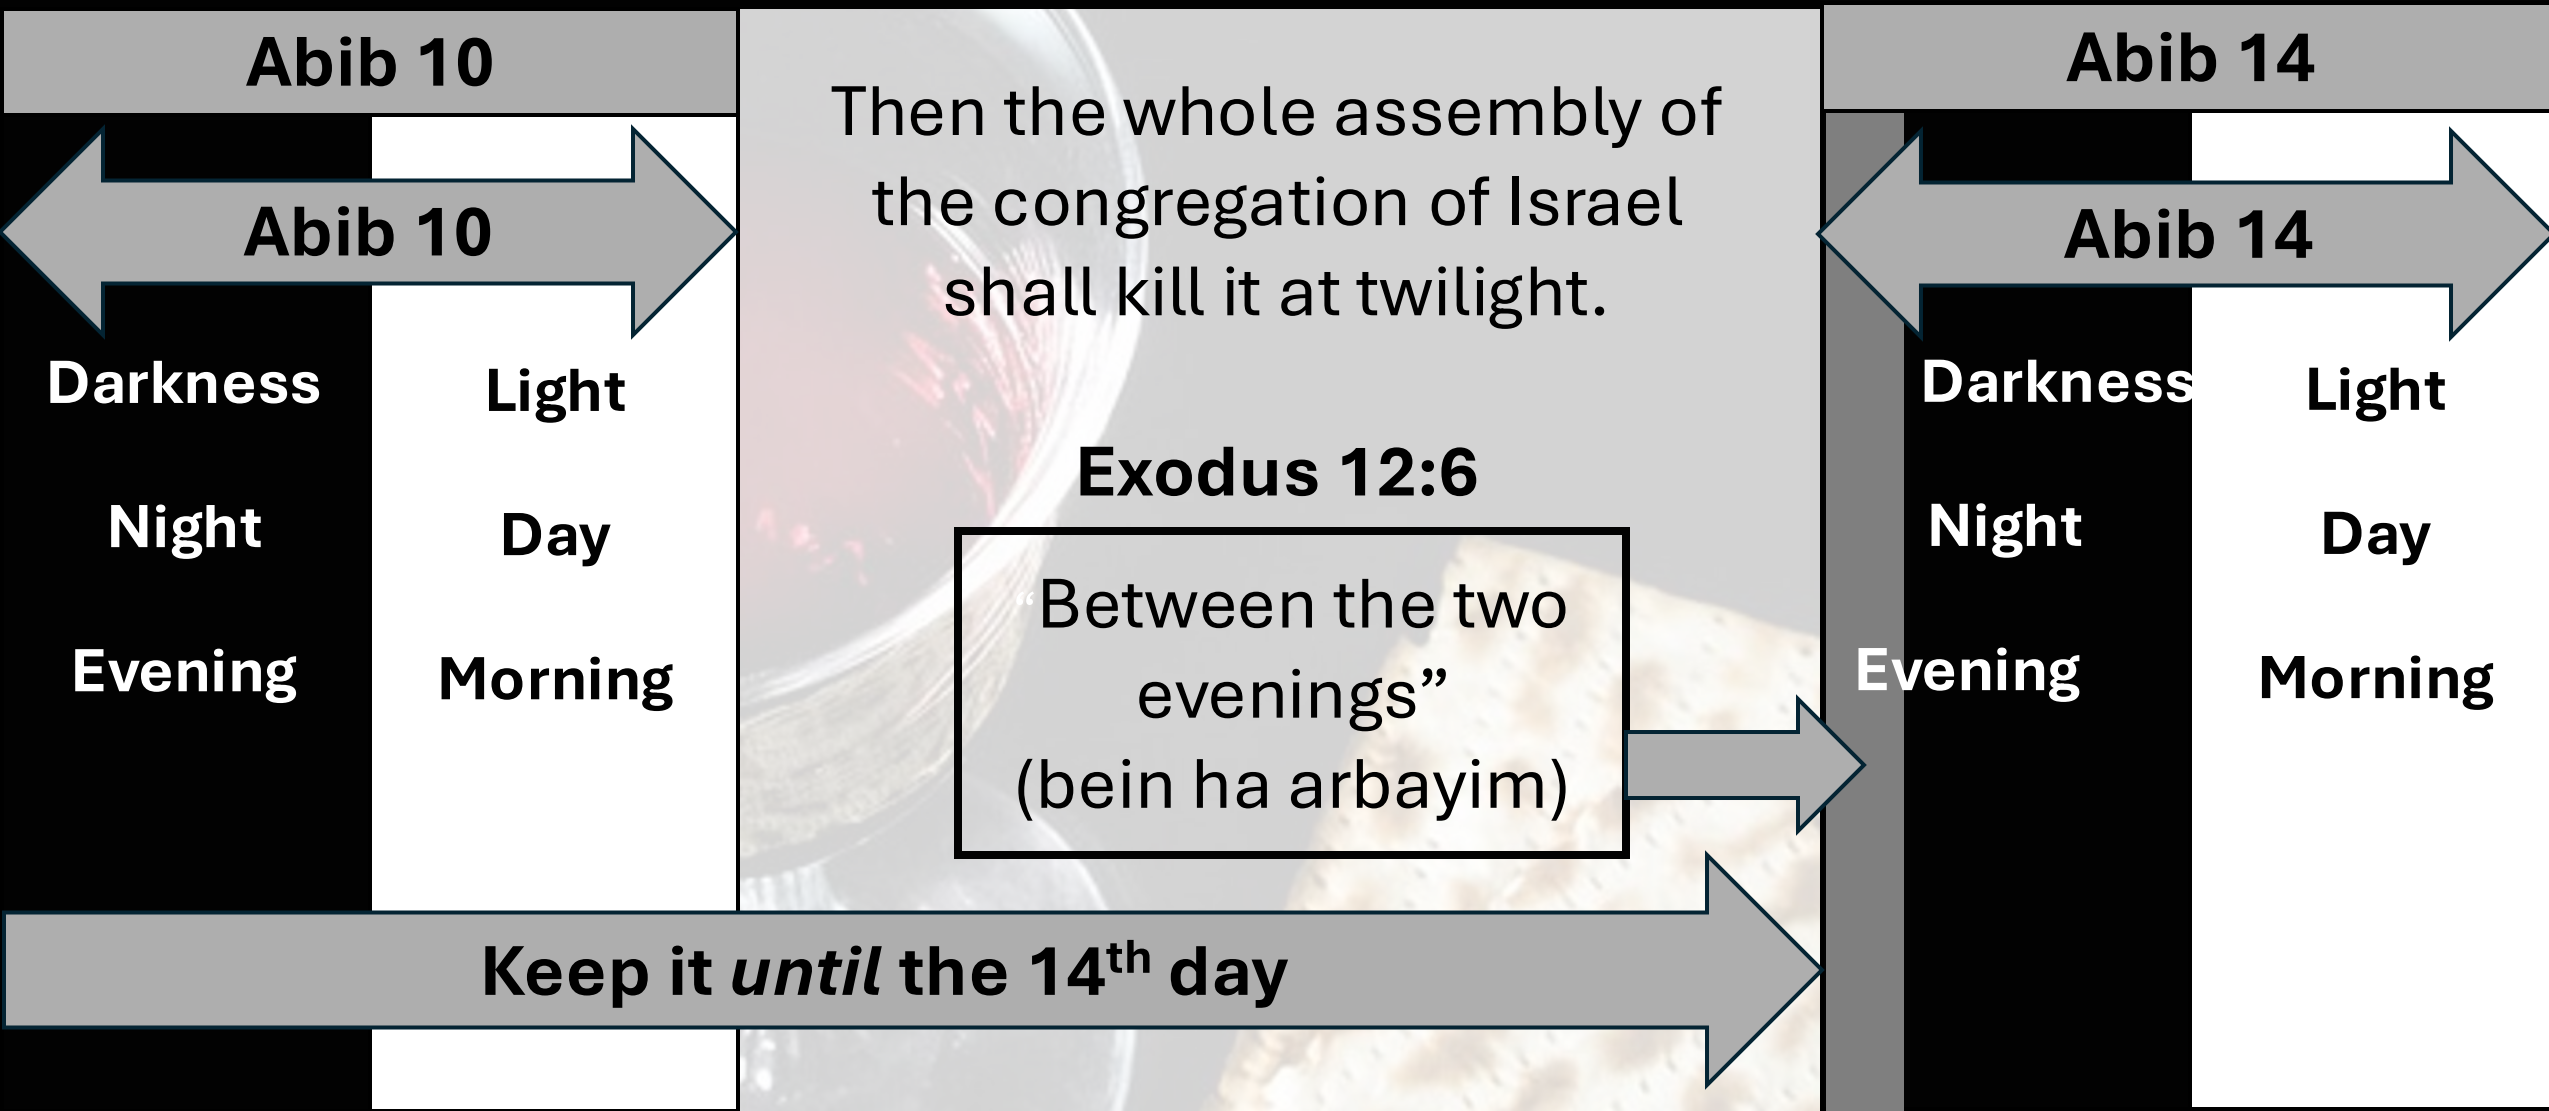 Abib 10
Abib 10
Darkness
Light
Night
Day
Evening
Morning
Then the whole assembly of
the congregation of Israel
shall kill it at twilight.
Exodus 12:6
“Between the two
evenings”
(bein ha arbayim)
Keep it until the 14th day
Abib 14
Abib 14
Darkness
Light
Night
Day
Evening
Morning